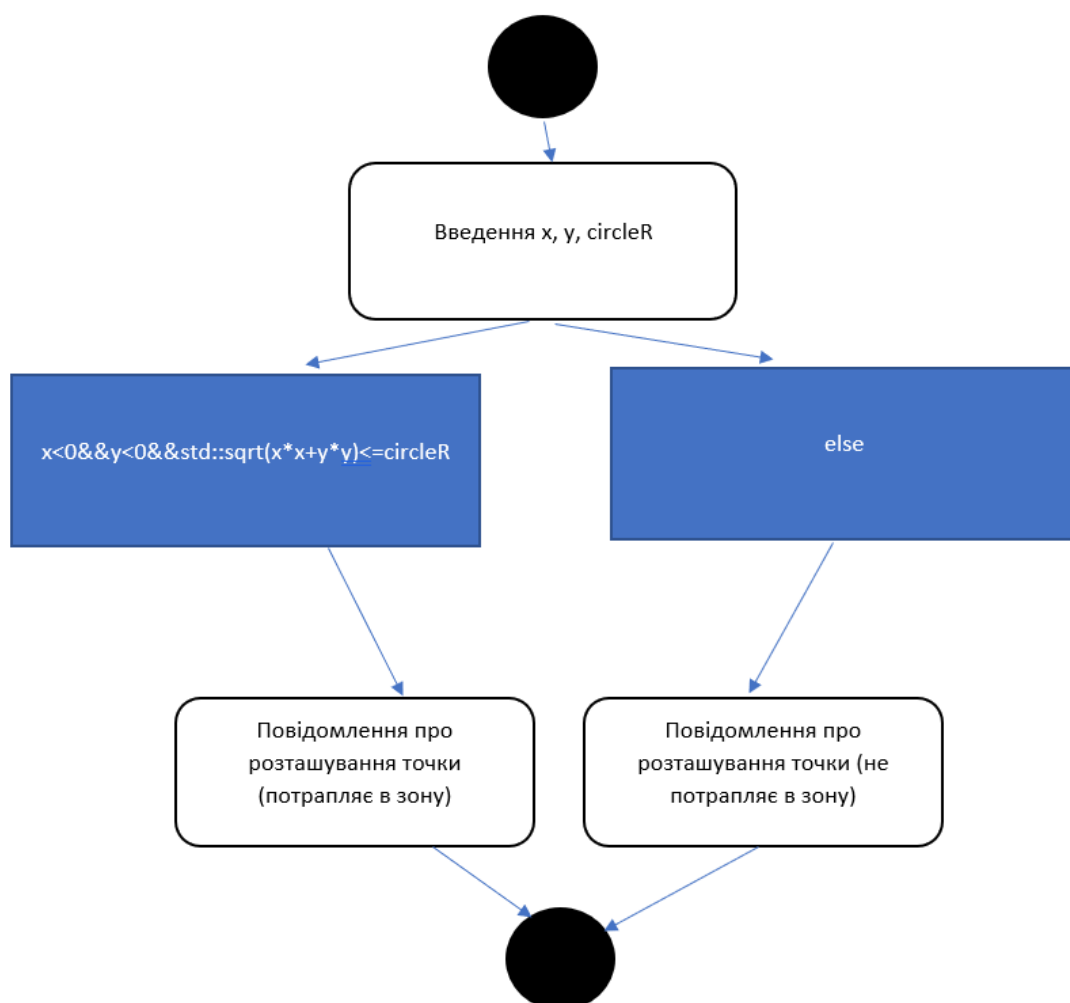 Введення x, y, circleR
x<0&&y<0&&std::sqrt(x*x+y*y)<=circleR
else
Повідомлення про
розташування точки
(потрапляє в зону)
Повідомлення про
розташування точки (не
потрапляє в зону)